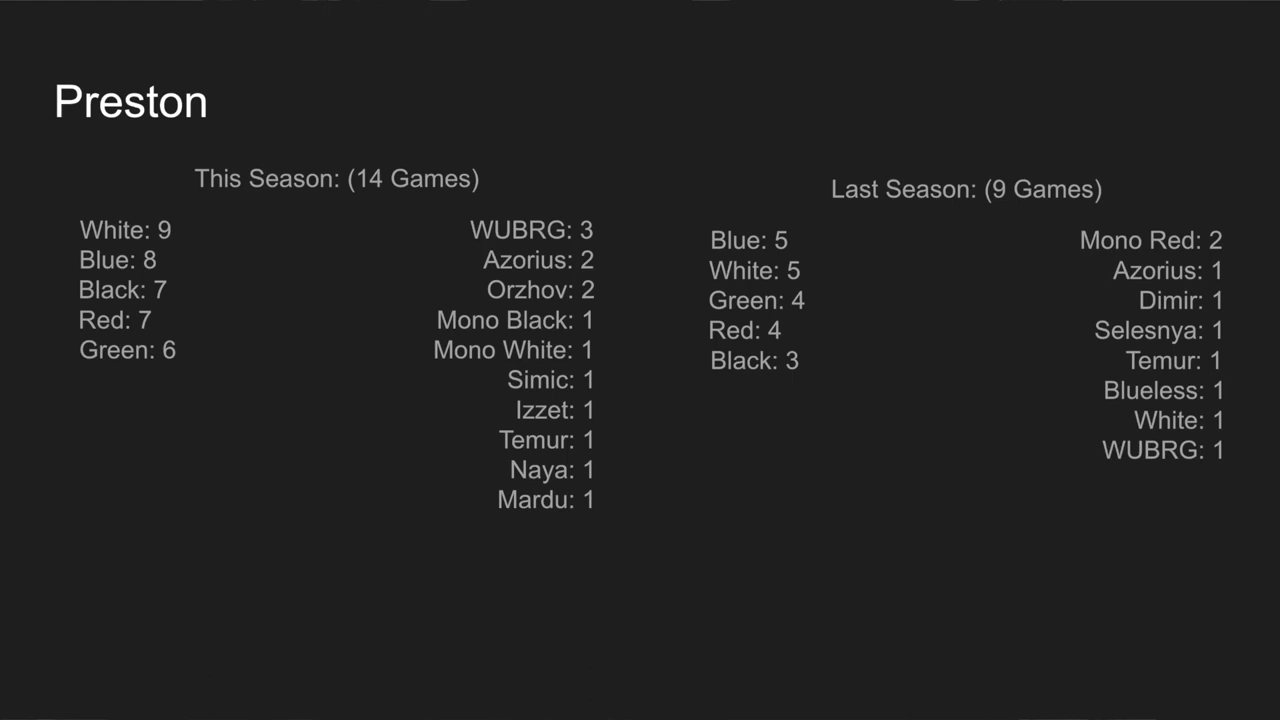 Preston
This Season: (14 Games)
White: 9
Blue: 8
Black: 7
Red: 7
Green: 6
WUBRG: 3
Azorius: 2
Orzhov: 2
Mono Black: 1
Mono White: 1
Simic: 1
Izzet: 1
Temur: 1
Naya: 1
Mardu: 1
Last Season: (9 Games)
Blue: 5
White: 5
Green: 4
Red: 4
Black: 3
Mono Red: 2
Azorius: 1
Dimir: 1
Selesnya: 1
Temur: 1
Blueless: 1
White: 1
WUBRG: 1